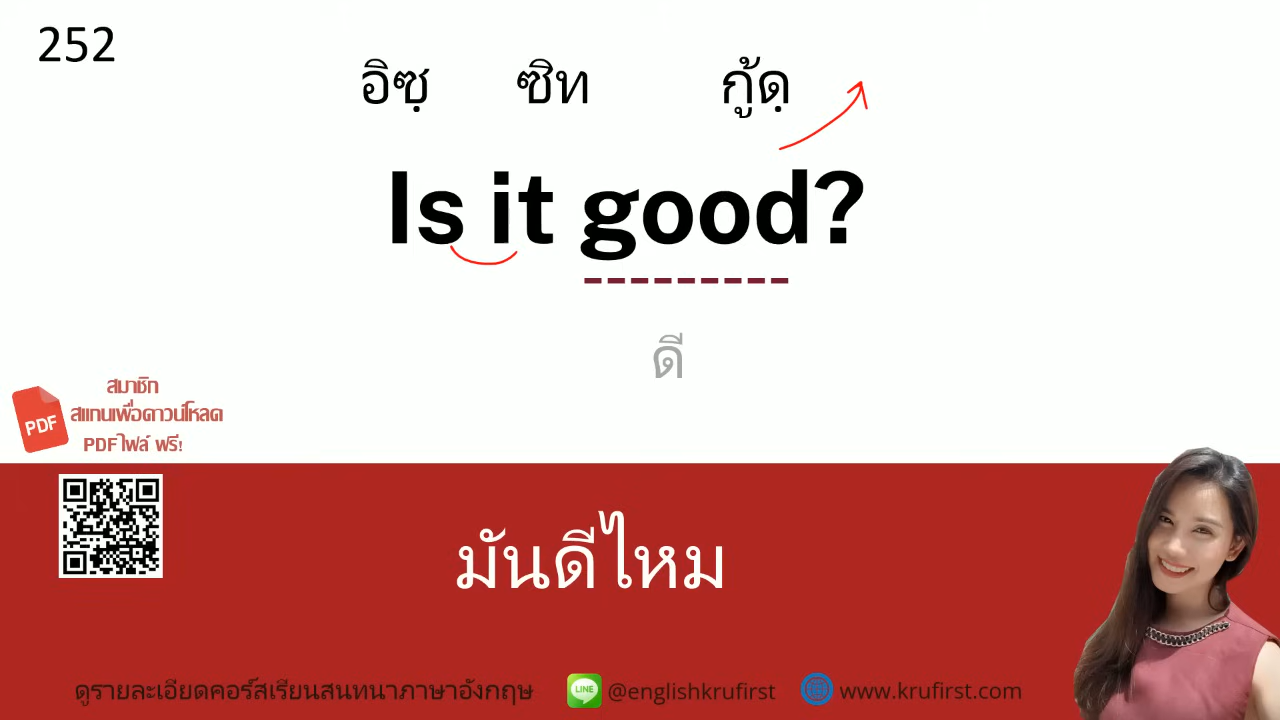 252
อิซฺ ซิท กู้ดฺ
Is it good?
ดี
สมาชิก
สแกนเพื่อดาวน์โหลด
PDF ไฟล์ ฟรี!
PDF
มันดีไหม
ดูรายละเอียดคอร์สเรียนสนทนาภาษาอังกฤษ LINE @englishkrufirst www.krufirst.com